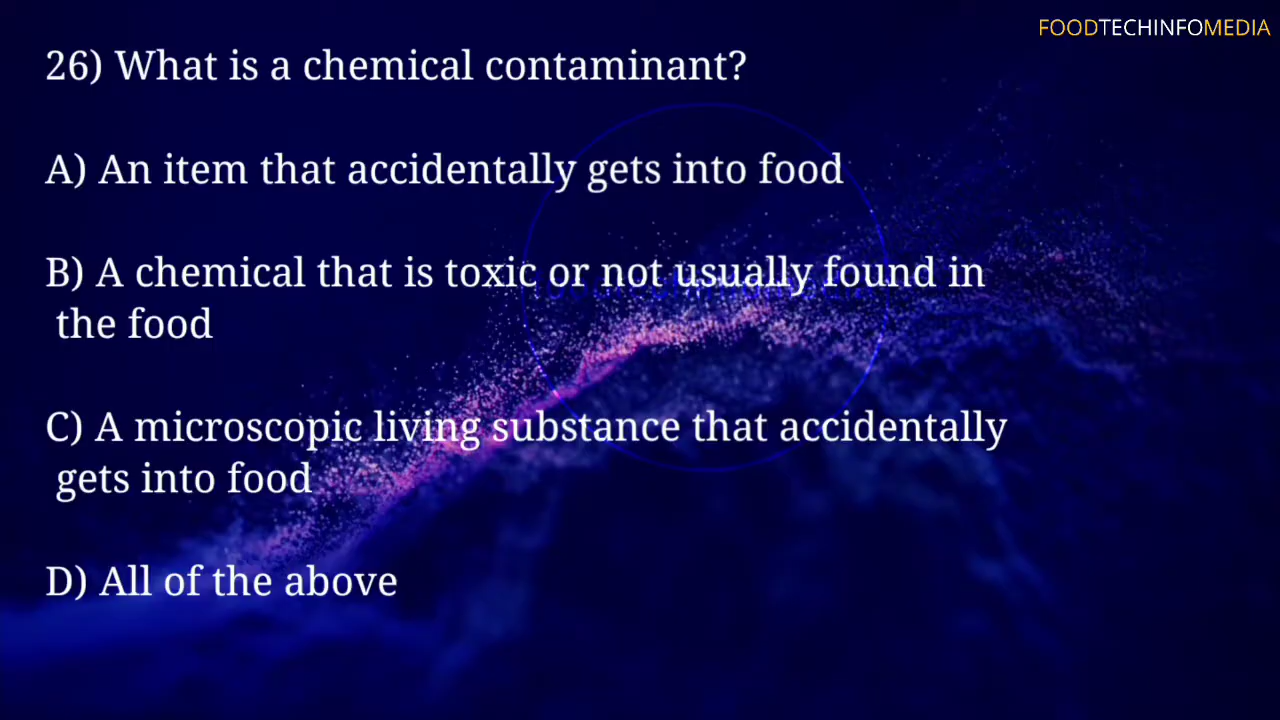 FOODTECHINFOMEDIA
26) What is a chemical contaminant?
A) An item that accidentally gets into food
B) A chemical that is toxic or not usually found in
the food
C) A microscopic living substance that accidentally
gets into food
D) All of the above